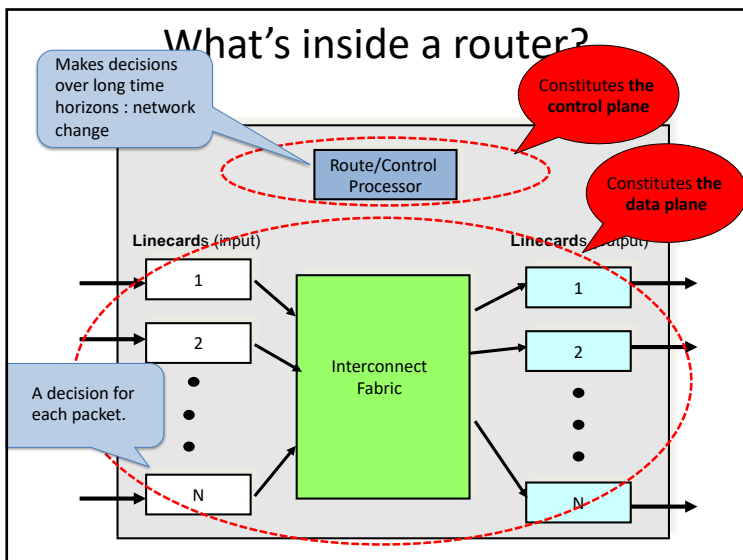 What's inside a router?
Makes decisions
over long time
horizons : network
change
Constitutes the
control plane
Route/Control
Processor
Constitutes the
data plane
Linecards (input)
Linecards (output)
1
1
2
2
Interconnect
Fabric
A decision for
each packet.
N
N